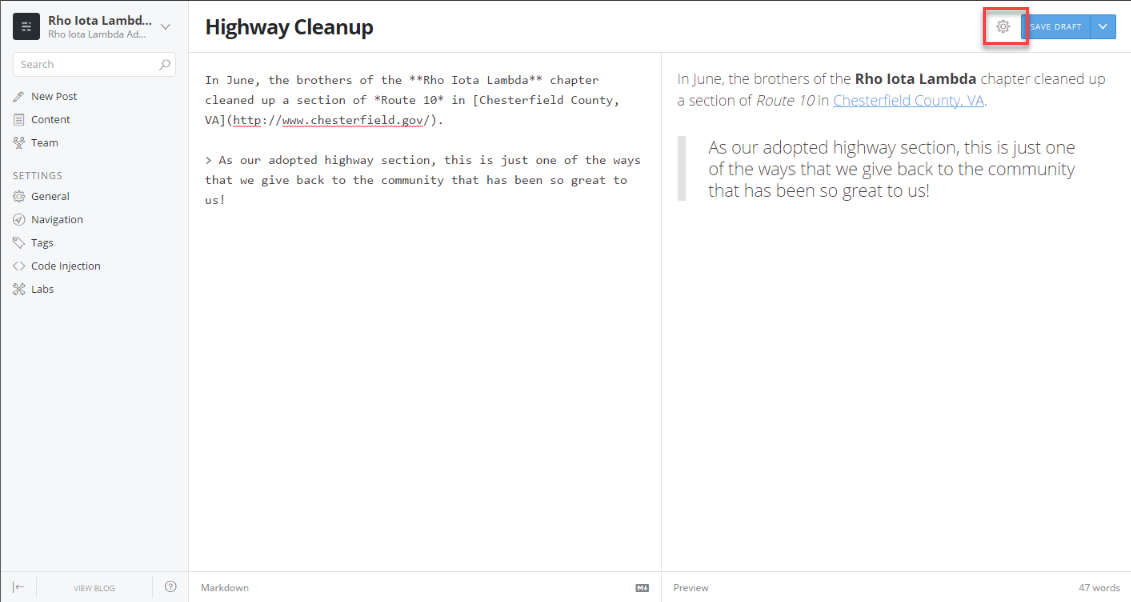 Rho Iota Lambd...
Rho Iota Lambda Ad...
Search
New Post
Content
Team
SETTINGS
General
Navigation
Tags
Code Injection
Labs
VIEW BLOG
Highway Cleanup
SAVE DRAFT
In June, the brothers of the **Rho Iota Lambda** chapter
cleaned up a section of *Route 10* in [Chesterfield County,
VA](http://www.chesterfield.gov/).
> As our adopted highway section, this is just one of the ways
that we give back to the community that has been so great to
us!
Markdown
M↓
In June, the brothers of the Rho Iota Lambda chapter cleaned up
a section of Route 10 in Chesterfield County, VA.
As our adopted highway section, this is just one
of the ways that we give back to the community
that has been so great to us!
Preview
47 words